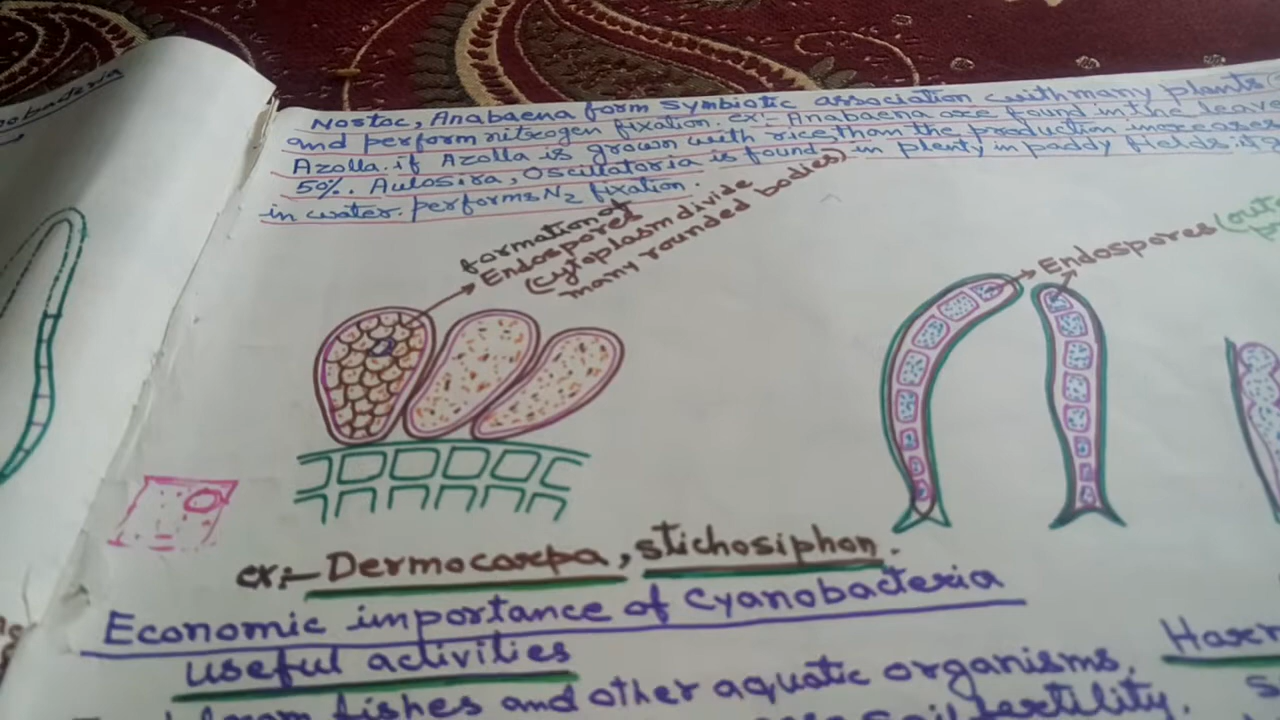 Nostoc, Anabaena form symbiotic association with many plants
and perform nitrogen fixation. ex:- Anabaena are found in the leave
Azolla. if Azolla is grown with rice, than the production increases
50%. Aulosira, Oscillatoria is found in plenty in paddy fields. it
in water. performs N2 fixation.
formation of
Endospores
(cytoplasm divide
many rounded bodies)
Endospores
ex:- Dermocarpa, stichosiphon.
Economic importance of Cyanobacteria
useful activities
fishes and other aquatic organisms.
soil fertility.